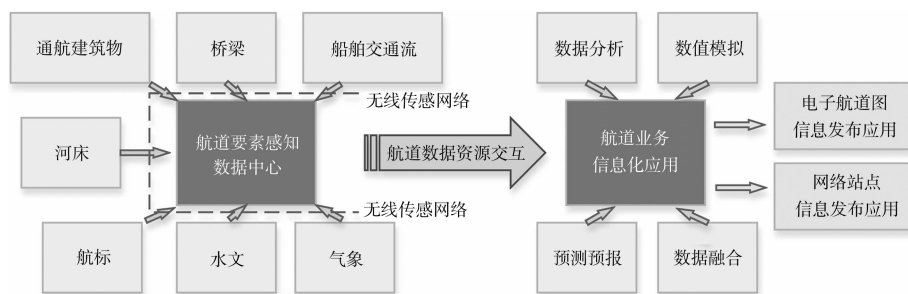 通航建筑物
桥梁
船舶交通流
数据分析
数值模拟
无线传感网络
电子航道图
信息发布应用
河床
航道要素感知
数据中心
航道数据资源交互
航道业务
信息化应用
网络站点
信息发布应用
无线传感网络
航标
水文
气象
预测预报
数据融合